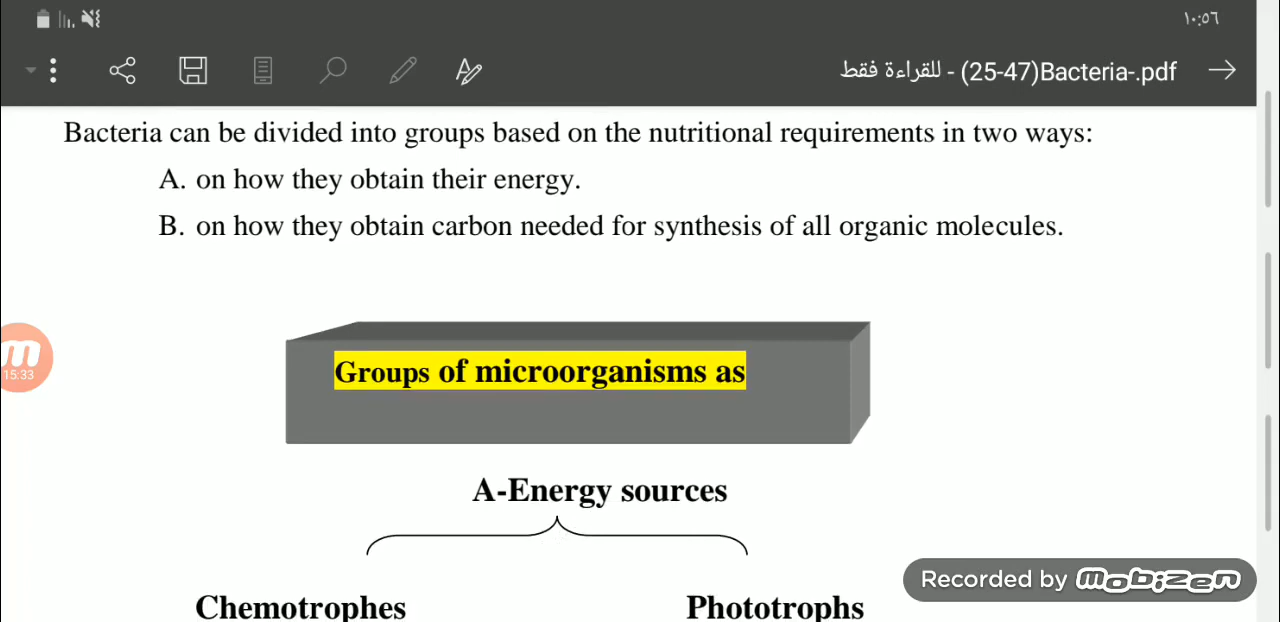 ١٠:٥٦
(25-47)Bacteria-.pdf - للقراءة فقط
Bacteria can be divided into groups based on the nutritional requirements in two ways:
A. on how they obtain their energy.
B. on how they obtain carbon needed for synthesis of all organic molecules.
m
15:33
Groups of microorganisms as
A-Energy sources
Recorded by Mobizen
Chemotrophes Phototrophs